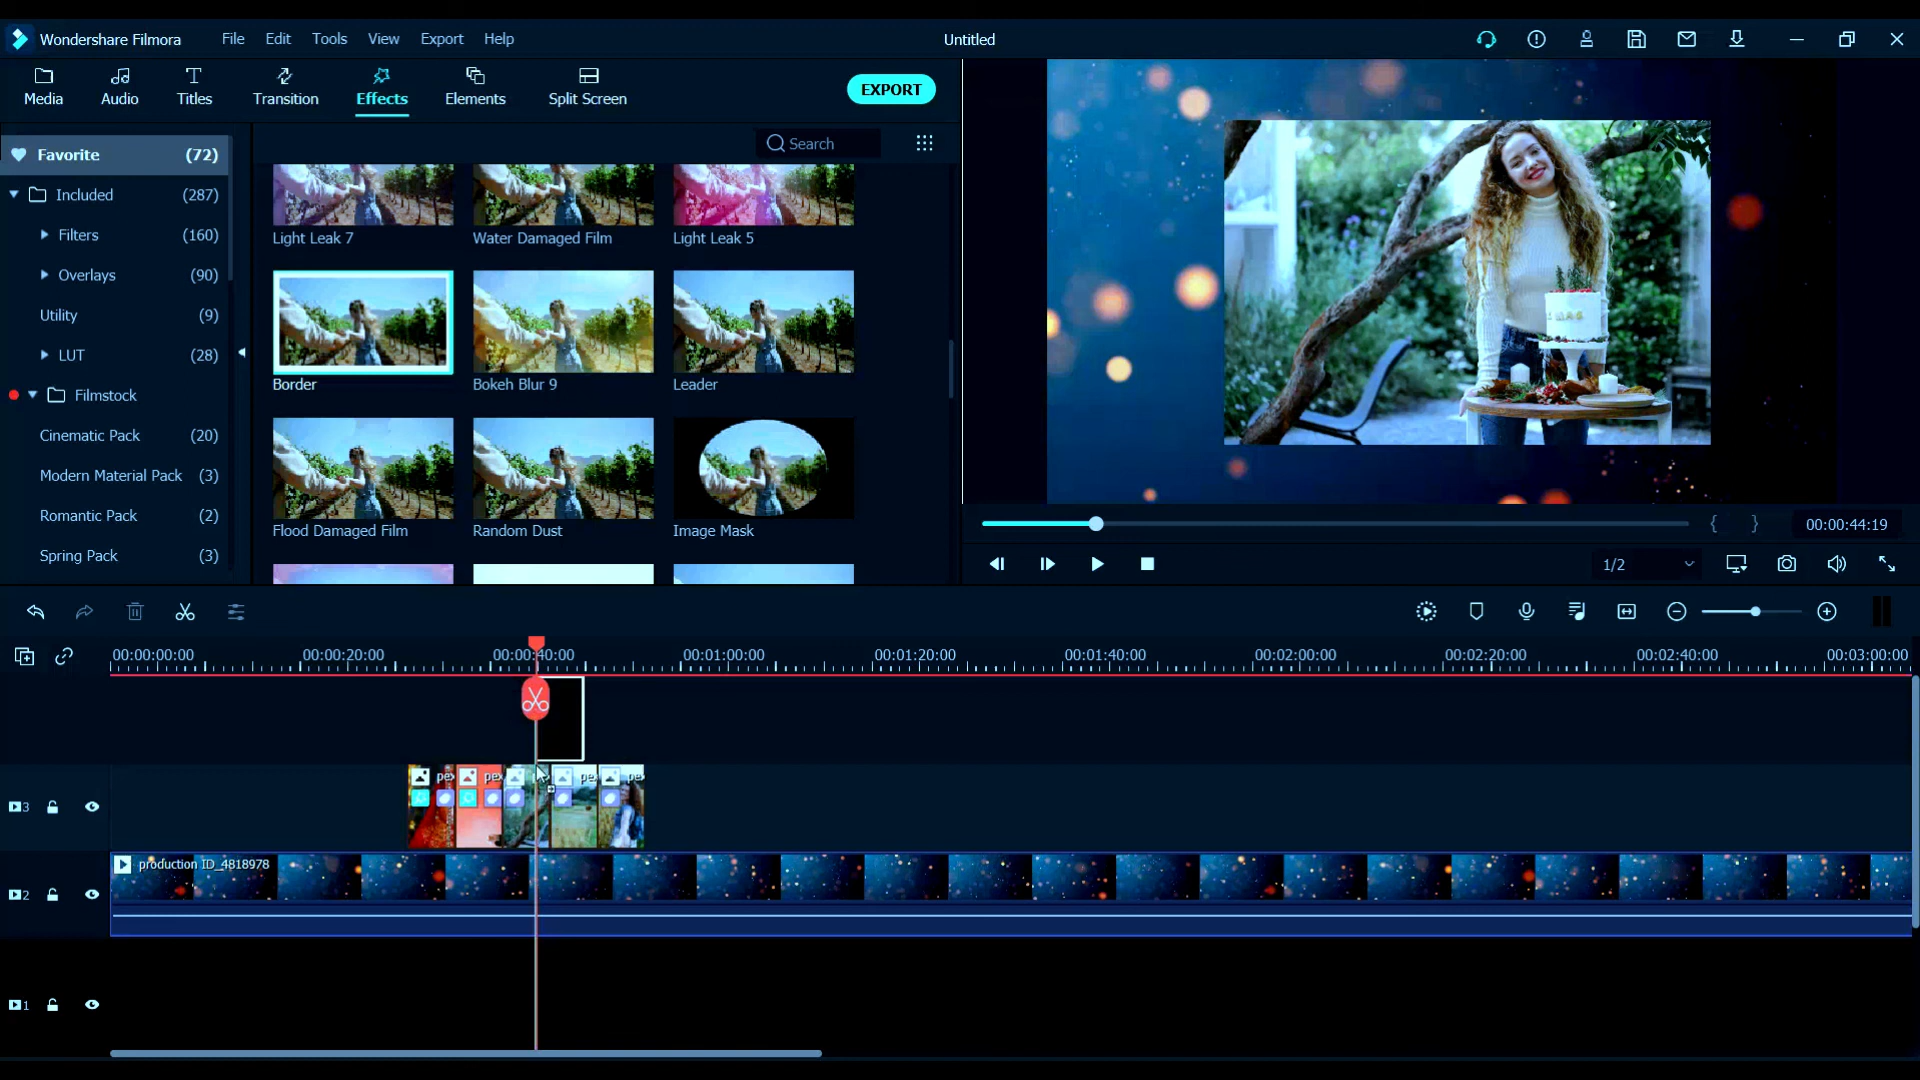 Wondershare Filmora File Edit Tools View Export Help Untitled
Media Audio Titles Transition Effects Elements Split Screen EXPORT
Favorite (72)
Search
Included (287)
Filters (160)
Overlays (90)
Utility (9)
LUT (28)
Filmstock
Cinematic Pack (20)
Modern Material Pack (3)
Romantic Pack (2)
Spring Pack (3)
Light Leak 7 Water Damaged Film Light Leak 5
Border Bokeh Blur 9 Leader
Flood Damaged Film Random Dust Image Mask
{ } 00:00:44:19
1/2
00:00:00:00 00:00:20:00 00:00:40:00 00:01:00:00 00:01:20:00 00:01:40:00 00:02:00:00 00:02:20:00 00:02:40:00 00:03:00:00
pex pex pe pe
3
production ID_4818978
2
1